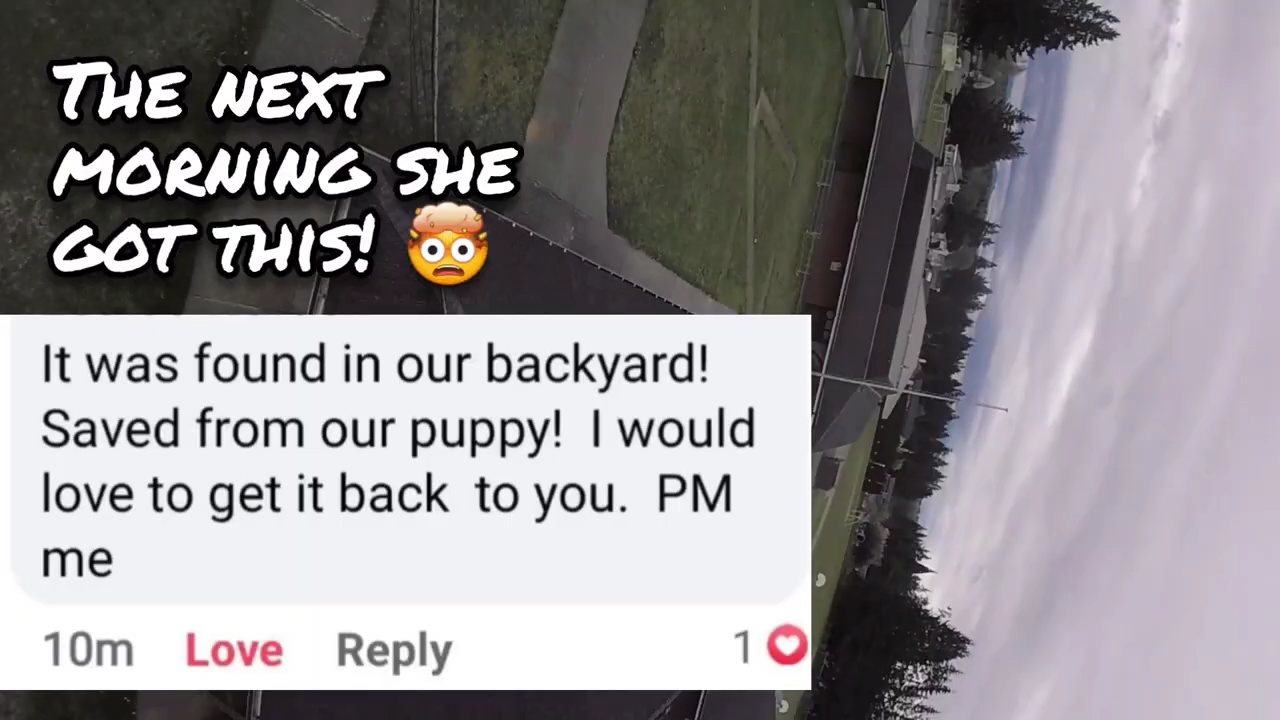 THE NEXT
MORNING SHE
GOT THIS! 🤯
It was found in our backyard!
Saved from our puppy!  I would
love to get it back  to you.  PM
me
10m Love Reply 1